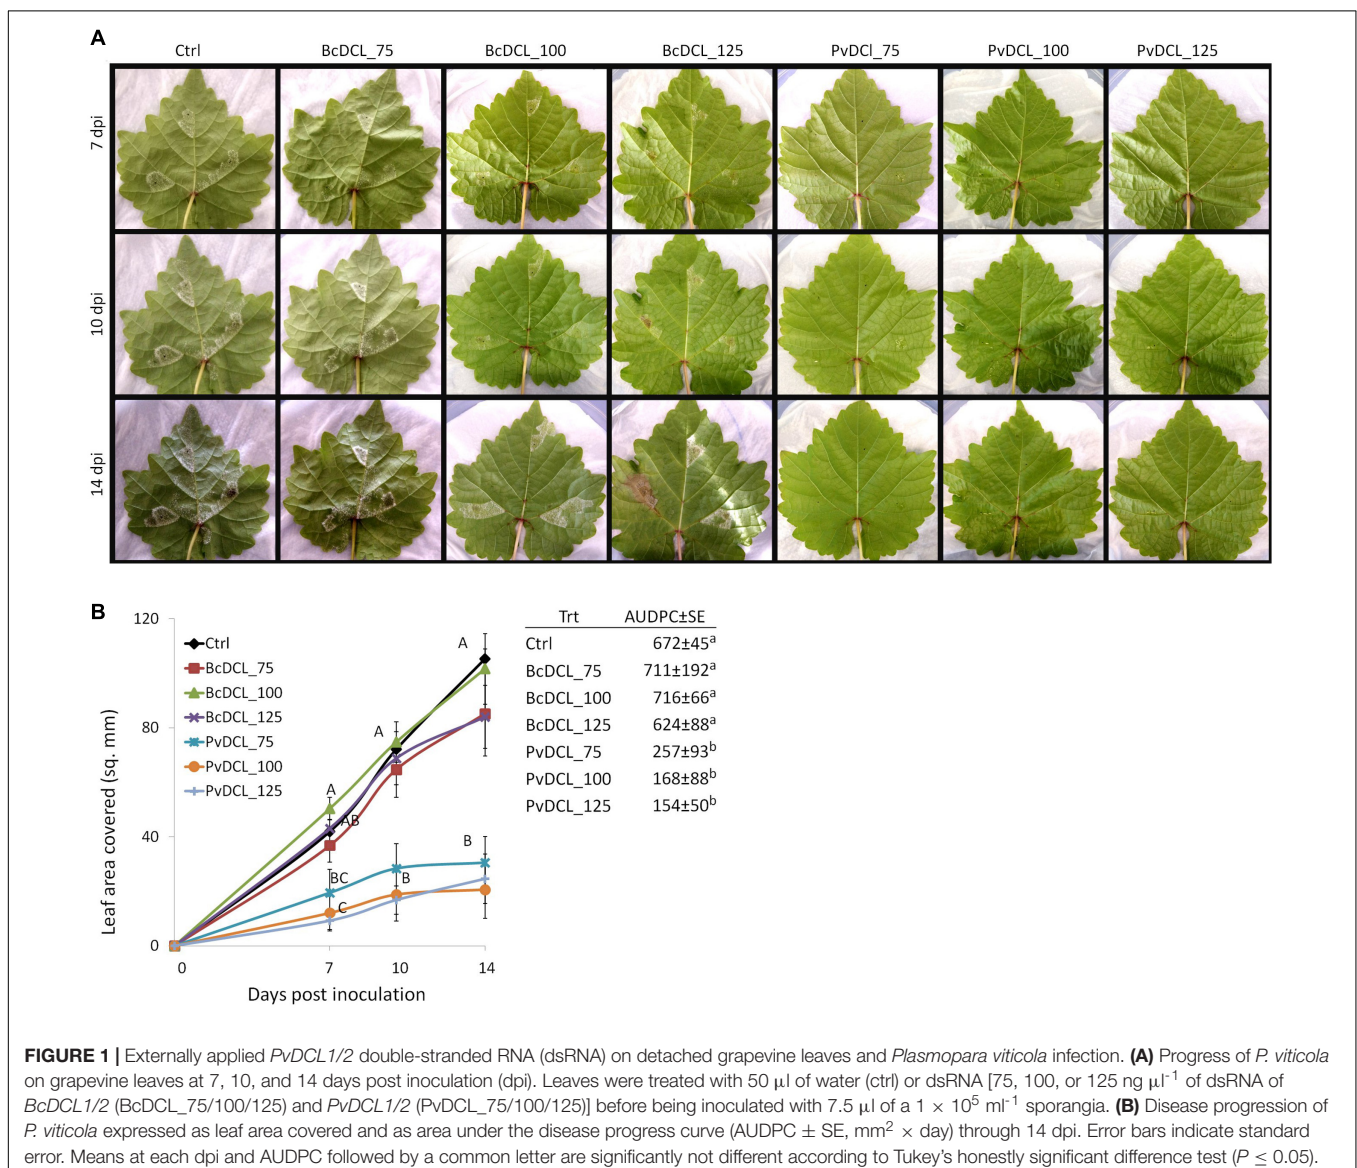 A
Ctrl BcDCL_75 BcDCL_100 BcDCL_125 PvDCl_75 PvDCL_100 PvDCL_125
7 dpi
10 dpi
14 dpi
B
120
80
40
0
Leaf area covered (sq. mm)
Ctrl
BcDCL_75
BcDCL_100
BcDCL_125
PvDCL_75
PvDCL_100
PvDCL_125
A
A
A
AB
BC
C
B
B
0 7 10 14
Days post inoculation
Trt AUDPC±SE
Ctrl 672±45ᵃ
BcDCL_75 711±192ᵃ
BcDCL_100 716±66ᵃ
BcDCL_125 624±88ᵃ
PvDCL_75 257±93ᵇ
PvDCL_100 168±88ᵇ
PvDCL_125 154±50ᵇ
FIGURE 1 | Externally applied PvDCL1/2 double-stranded RNA (dsRNA) on detached grapevine leaves and Plasmopara viticola infection. (A) Progress of P. viticola
on grapevine leaves at 7, 10, and 14 days post inoculation (dpi). Leaves were treated with 50 μl of water (ctrl) or dsRNA [75, 100, or 125 ng μl⁻¹ of dsRNA of
BcDCL1/2 (BcDCL_75/100/125) and PvDCL1/2 (PvDCL_75/100/125)] before being inoculated with 7.5 μl of a 1 × 10⁵ ml⁻¹ sporangia. (B) Disease progression of
P. viticola expressed as leaf area covered and as area under the disease progress curve (AUDPC ± SE, mm² × day) through 14 dpi. Error bars indicate standard
error. Means at each dpi and AUDPC followed by a common letter are significantly not different according to Tukey's honestly significant difference test (P ≤ 0.05).